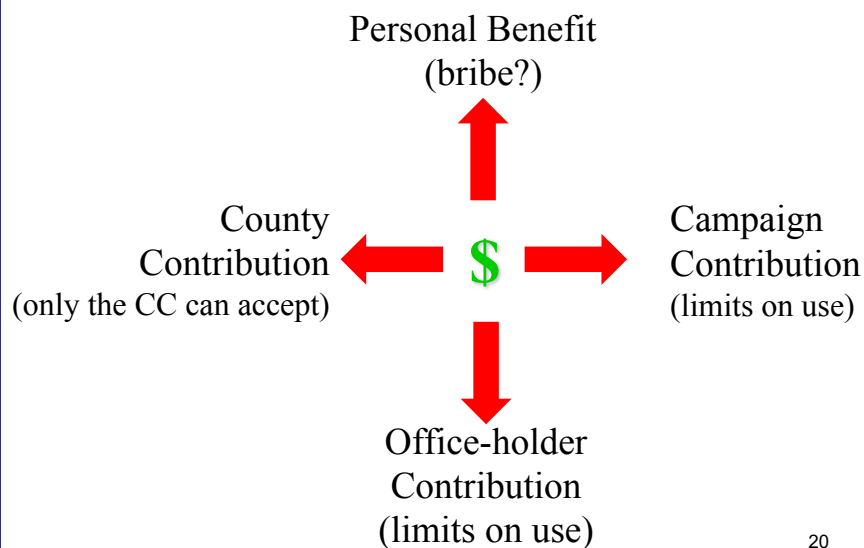 Personal Benefit
(bribe?)
County
Contribution
(only the CC can accept)
$
Campaign
Contribution
(limits on use)
Office-holder
Contribution
(limits on use)
20